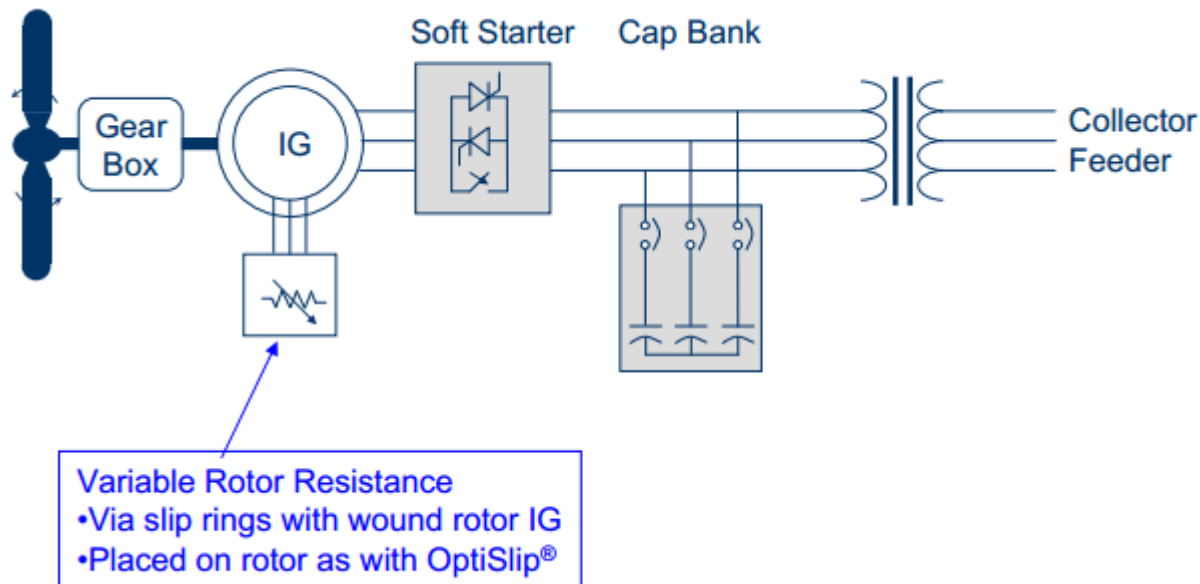 Soft Starter
Cap Bank
Gear
Box
IG
Collector
Feeder
Variable Rotor Resistance
•Via slip rings with wound rotor IG
•Placed on rotor as with OptiSlip®